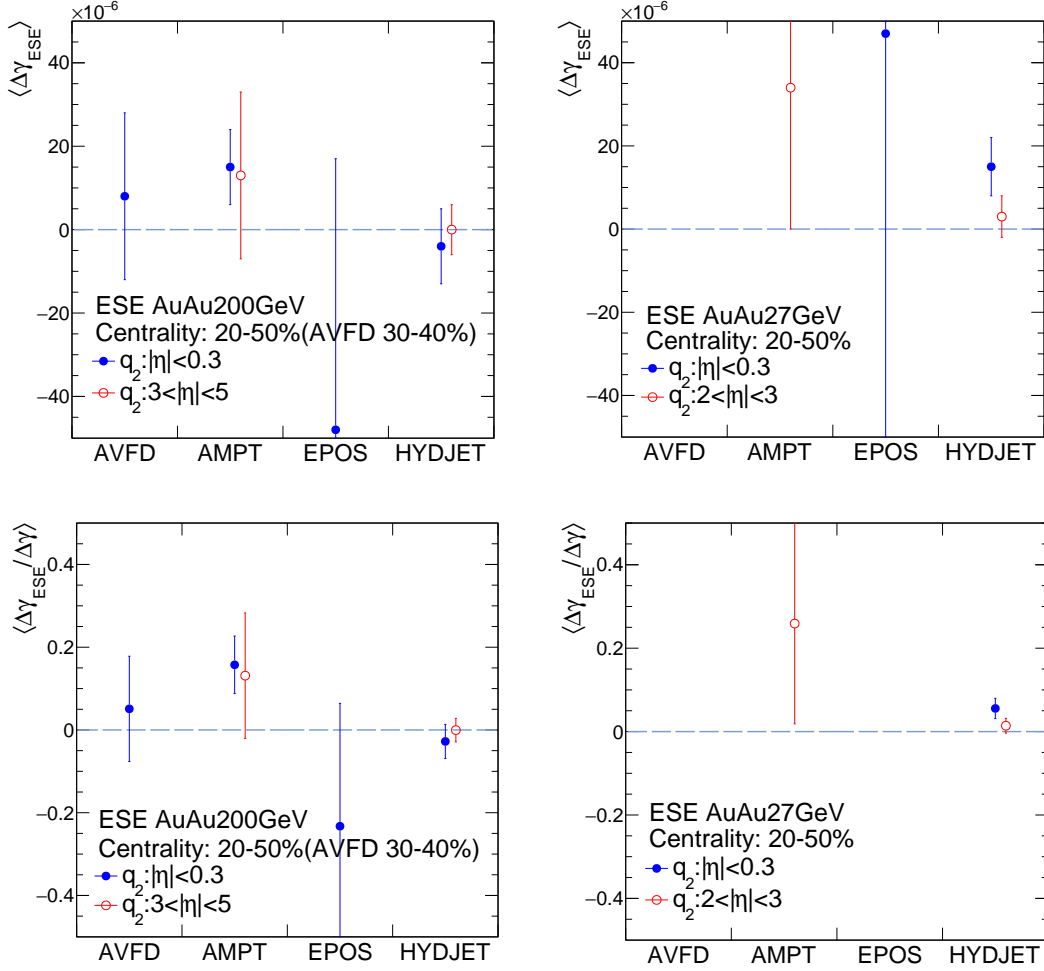 ×10⁻⁶
⟨Δγ_ESE⟩
40
20
0
−20
−40
ESE AuAu200GeV
Centrality: 20-50%(AVFD 30-40%)
q₂:|η|<0.3
q₂:3<|η|<5
AVFD AMPT EPOS HYDJET
×10⁻⁶
⟨Δγ_ESE⟩
40
20
0
−20
−40
ESE AuAu27GeV
Centrality: 20-50%
q₂:|η|<0.3
q₂:2<|η|<3
AVFD AMPT EPOS HYDJET
⟨Δγ_ESE/Δγ⟩
0.4
0.2
0
−0.2
−0.4
ESE AuAu200GeV
Centrality: 20-50%(AVFD 30-40%)
q₂:|η|<0.3
q₂:3<|η|<5
AVFD AMPT EPOS HYDJET
⟨Δγ_ESE/Δγ⟩
0.4
0.2
0
−0.2
−0.4
ESE AuAu27GeV
Centrality: 20-50%
q₂:|η|<0.3
q₂:2<|η|<3
AVFD AMPT EPOS HYDJET